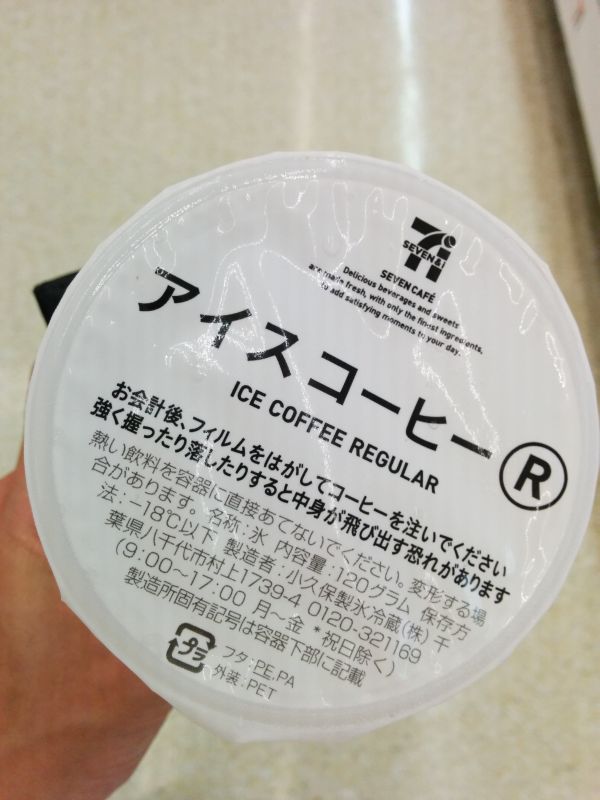 SEVEN&i
SEVEN CAFÉ
Delicious beverages and sweets
are made fresh, with only the finest ingredients,
to add satisfying moments to your day.
アイスコーヒー Ⓡ
ICE COFFEE REGULAR
お会計後、フィルムをはがしてコーヒーを注いでください
強く握ったり落したりすると中身が飛び出す恐れがあります
熱い飲料を容器に直接あてないでください。変形する場
合があります。名称:氷 内容量:120グラム 保存方
法:-18℃以下 製造者:小久保製氷冷蔵(株) 千
葉県八千代市村上1739-4 0120-321169
(9:00〜17:00 月〜金 *祝日除く)
製造所固有記号は容器下部に記載
プラ
フタ:PE,PA
外装:PET